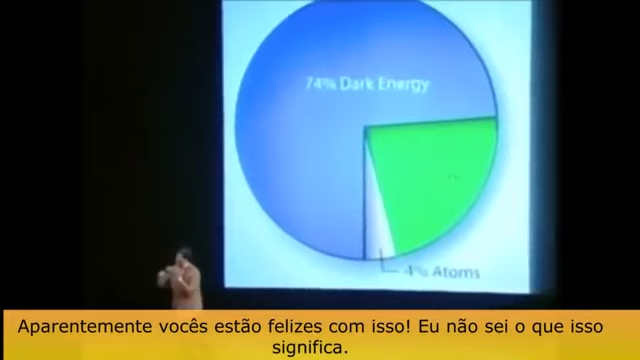 74% Dark Energy
4% Atoms
Aparentemente vocês estão felizes com isso! Eu não sei o que isso
significa.